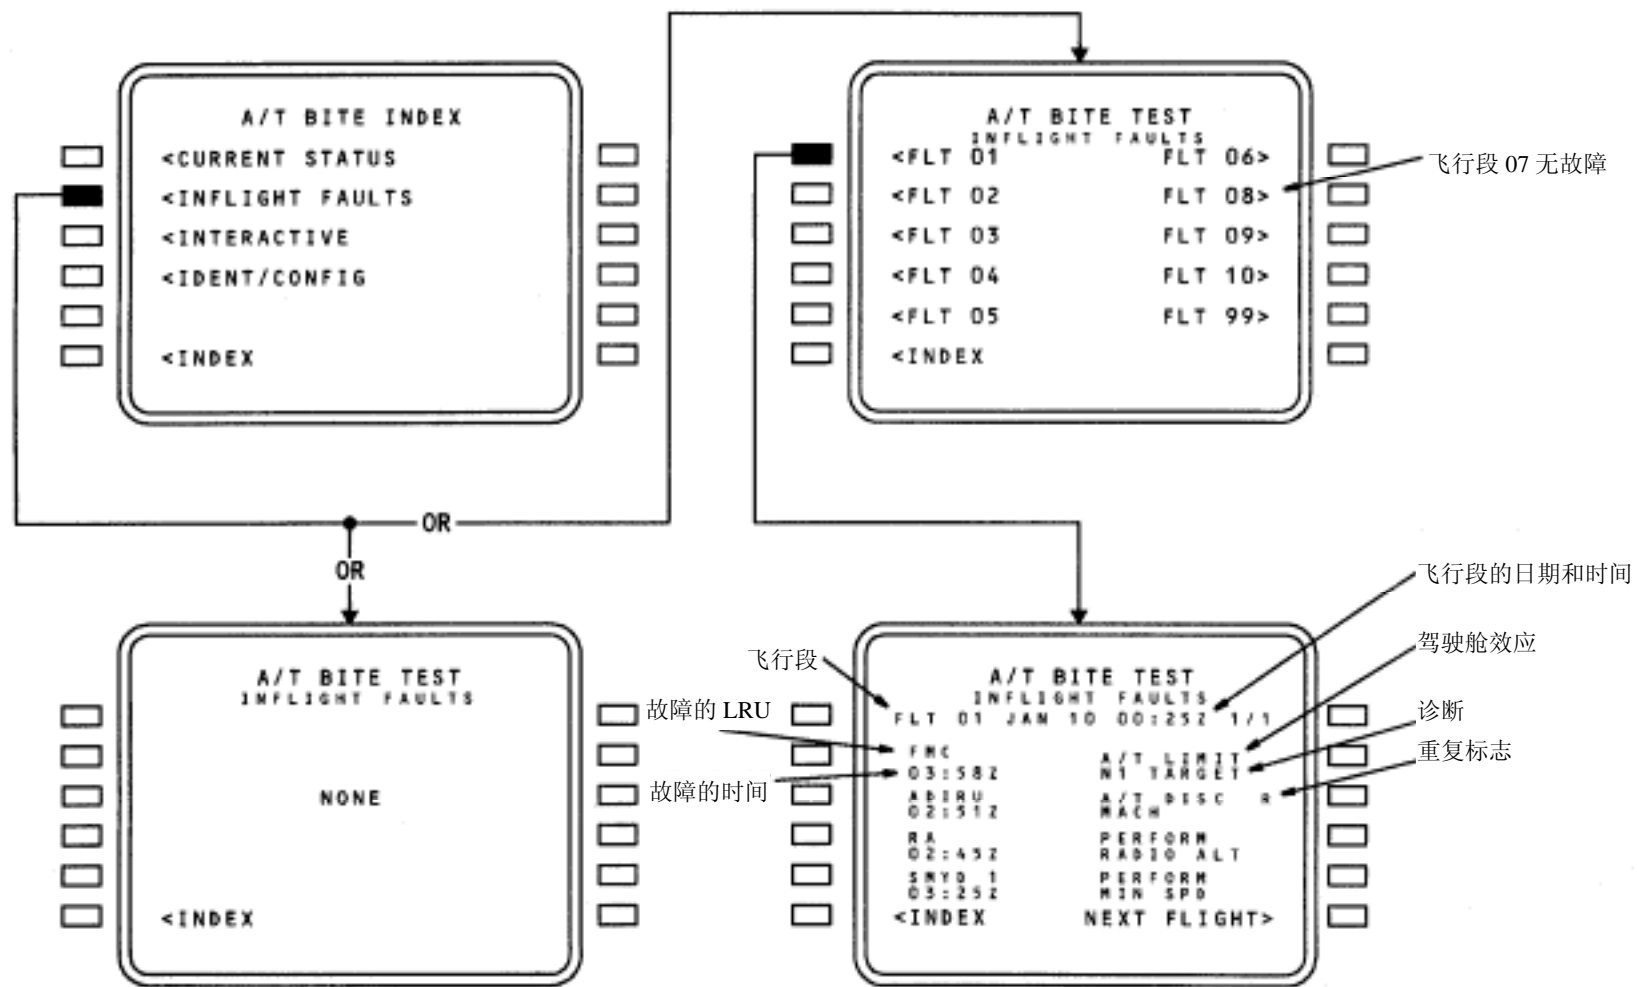 A/T BITE INDEX
<CURRENT STATUS
<INFLIGHT FAULTS
<INTERACTIVE
<IDENT/CONFIG
<INDEX
A/T BITE TEST
INFLIGHT FAULTS
<FLT 01 FLT 06>
<FLT 02 FLT 08>
<FLT 03 FLT 09>
<FLT 04 FLT 10>
<FLT 05 FLT 99>
<INDEX
飞行段 07 无故障
OR
OR
A/T BITE TEST
INFLIGHT FAULTS
NONE
<INDEX
飞行段
故障的 LRU
故障的时间
A/T BITE TEST
INFLIGHT FAULTS
FLT 01 JAN 10 00:25Z 1/1
FMC A/T LIMIT
03:58Z N1 TARGET
ADIRU A/T DISC R
02:51Z MACH
RA PERFORM
02:45Z RADIO ALT
SMYD 1 PERFORM
03:25Z MIN SPD
<INDEX NEXT FLIGHT>
飞行段的日期和时间
驾驶舱效应
诊断
重复标志